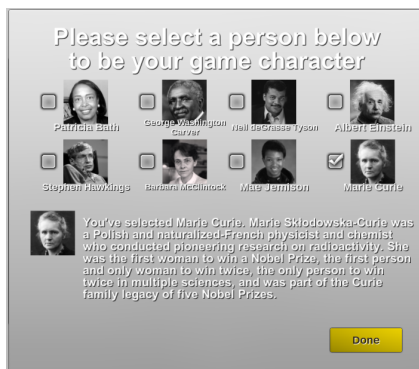 Please select a person below
to be your game character
Patricia Bath
George Washington
Carver
Neil deGrasse Tyson
Albert Einstein
Stephen Hawkings
Barbara McClintock
Mae Jemison
Marie Curie
You've selected Marie Curie. Marie Skłodowska-Curie was
a Polish and naturalized-French physicist and chemist
who conducted pioneering research on radioactivity. She
was the first woman to win a Nobel Prize, the first person
and only woman to win twice, the only person to win
twice in multiple sciences, and was part of the Curie
family legacy of five Nobel Prizes.
Done